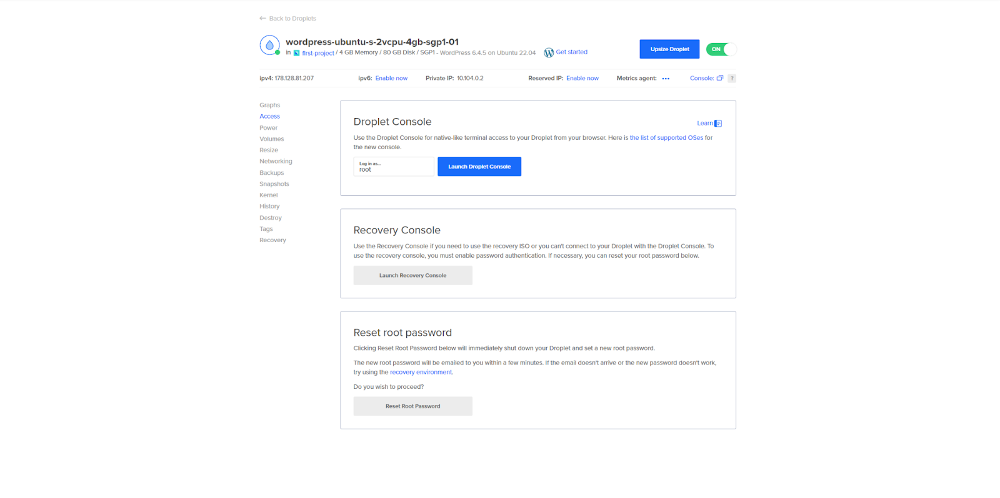 ← Back to Droplets
wordpress-ubuntu-s-2vcpu-4gb-sgp1-01
in first-project / 4 GB Memory / 80 GB Disk / SGP1 - WordPress 6.4.5 on Ubuntu 22.04
Get started
Upsize Droplet
ON
ipv4: 178.128.81.207
ipv6: Enable now
Private IP: 10.104.0.2
Reserved IP: Enable now
Metrics agent: •••
Console:
?
Graphs
Access
Power
Volumes
Resize
Networking
Backups
Snapshots
Kernel
History
Destroy
Tags
Recovery
Droplet Console
Learn
Use the Droplet Console for native-like terminal access to your Droplet from your browser. Here is the list of supported OSes for
the new console.
Log in as...
root
Launch Droplet Console
Recovery Console
Use the Recovery Console if you need to use the recovery ISO or you can't connect to your Droplet with the Droplet Console. To
use the recovery console, you must enable password authentication. If necessary, you can reset your root password below.
Launch Recovery Console
Reset root password
Clicking Reset Root Password below will immediately shut down your Droplet and set a new root password.
The new root password will be emailed to you within a few minutes. If the email doesn't arrive or the new password doesn't work,
try using the recovery environment.
Do you wish to proceed?
Reset Root Password